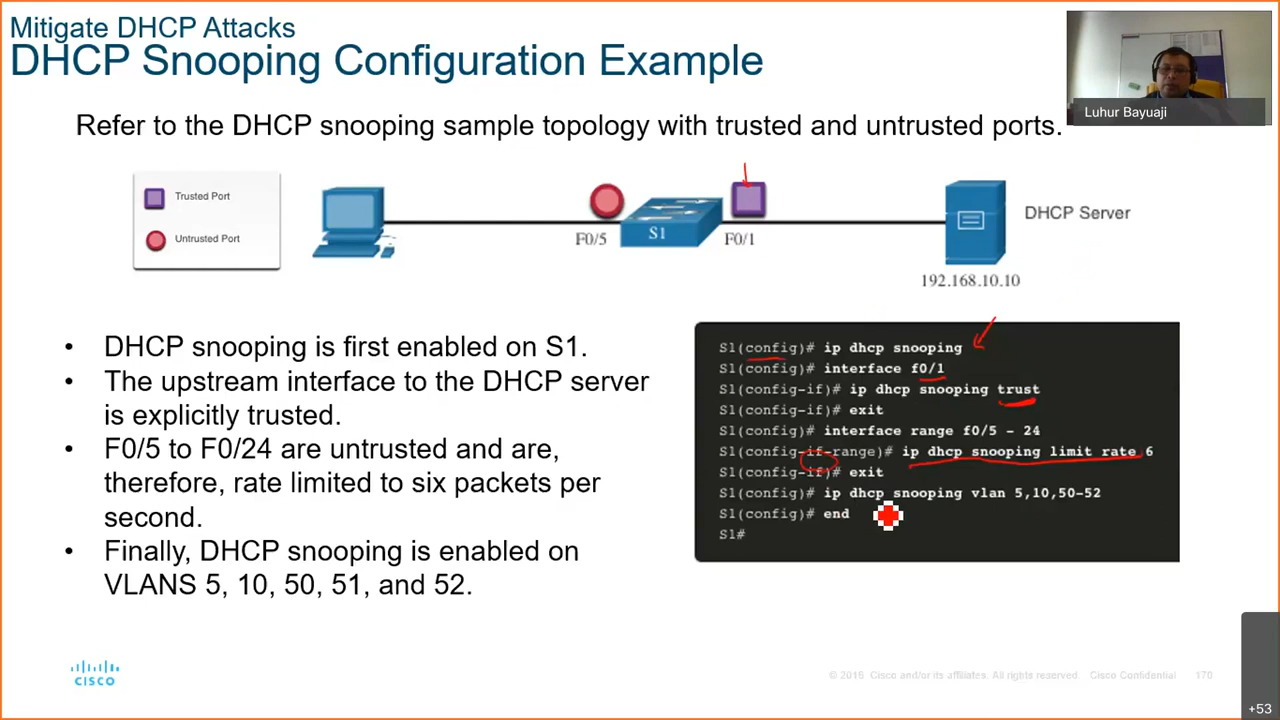 Mitigate DHCP Attacks
DHCP Snooping Configuration Example
Luhur Bayuaji
Refer to the DHCP snooping sample topology with trusted and untrusted ports.
Trusted Port
Untrusted Port
F0/5
S1
F0/1
DHCP Server
192.168.10.10
• DHCP snooping is first enabled on S1.
• The upstream interface to the DHCP server
is explicitly trusted.
• F0/5 to F0/24 are untrusted and are,
therefore, rate limited to six packets per
second.
• Finally, DHCP snooping is enabled on
VLANS 5, 10, 50, 51, and 52.
S1(config)# ip dhcp snooping
S1(config)# interface f0/1
S1(config-if)# ip dhcp snooping trust
S1(config-if)# exit
S1(config)# interface range f0/5 - 24
S1(config-if-range)# ip dhcp snooping limit rate 6
S1(config-if)# exit
S1(config)# ip dhcp snooping vlan 5,10,50-52
S1(config)# end
S1#
CISCO
© 2016 Cisco and/or its affiliates. All rights reserved. Cisco Confidential 170
+53